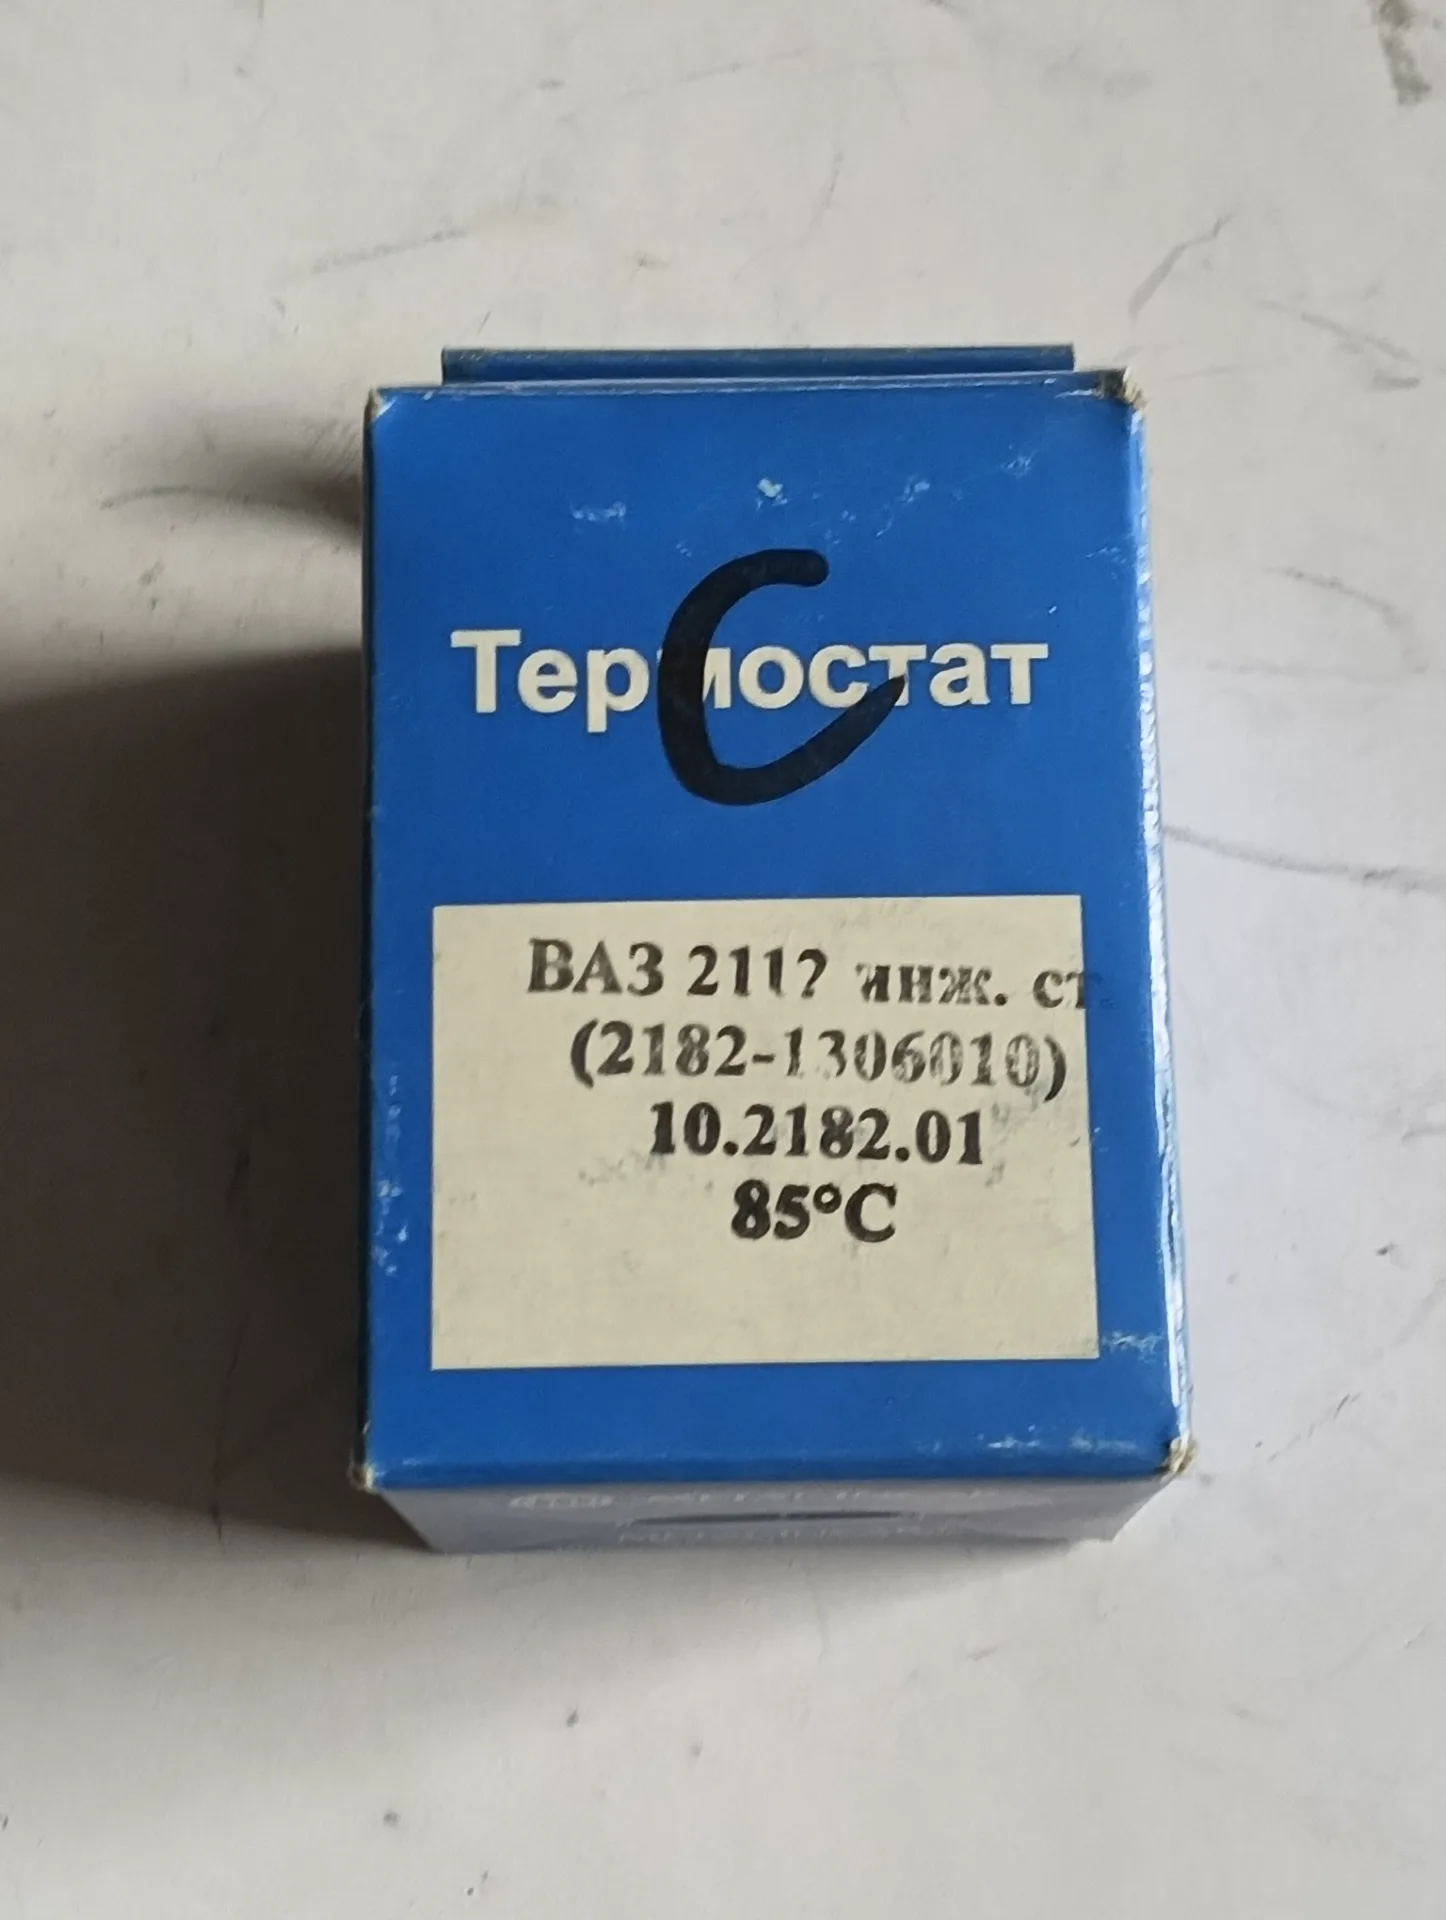 Термостат
С
ВАЗ 2112 инж. ст.
(2182-1306010)
10.2182.01
85°C